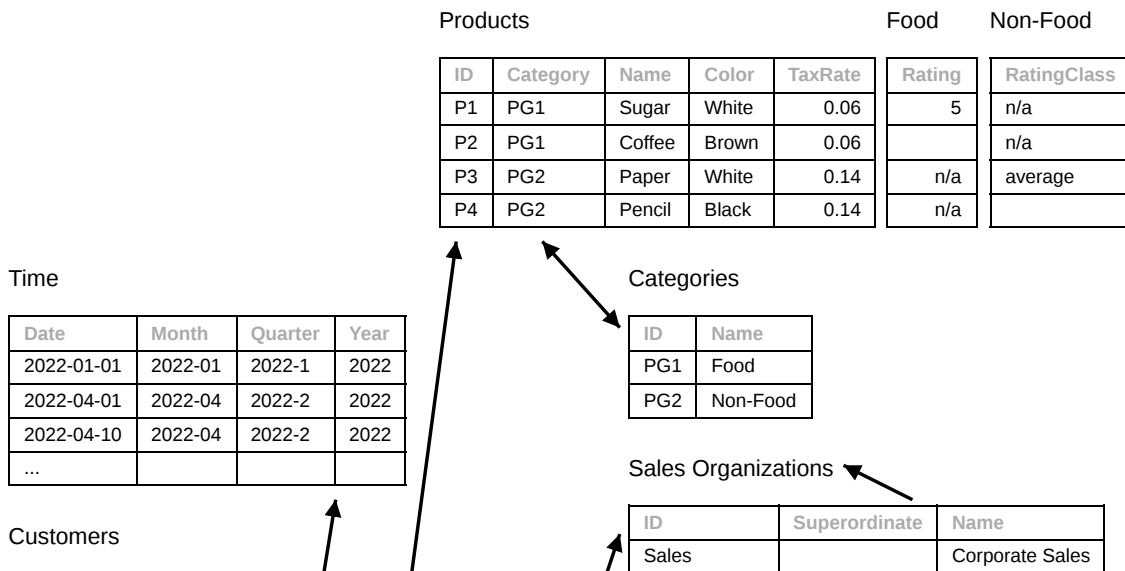 Products Food Non-Food
ID Category Name Color TaxRate Rating RatingClass
P1 PG1 Sugar White 0.06 5 n/a
P2 PG1 Coffee Brown 0.06 n/a
P3 PG2 Paper White 0.14 n/a average
P4 PG2 Pencil Black 0.14 n/a
Time
Date Month Quarter Year
2022-01-01 2022-01 2022-1 2022
2022-04-01 2022-04 2022-2 2022
2022-04-10 2022-04 2022-2 2022
...
Categories
ID Name
PG1 Food
PG2 Non-Food
Sales Organizations
ID Superordinate Name
Sales Corporate Sales
Customers